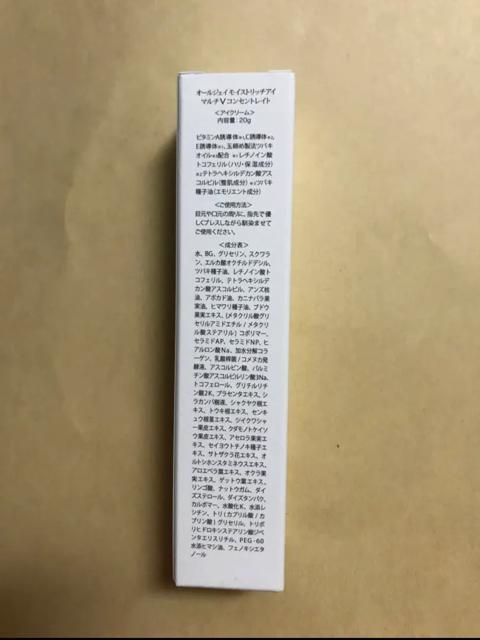 オールジェイ モイストリッチアイ
マルチVコンセントレイト
<アイクリーム>
内容量：20g
ビタミンA誘導体※1、C誘導体※2、
E誘導体※1、玉締め製法ツバキ
オイル※3配合 ※1レチノイン酸
トコフェリル(ハリ・保湿成分)
※2テトラヘキシルデカン酸アス
コルビル(整肌成分) ※3ツバキ
種子油(エモリエント成分)
<ご使用方法>
目元や口元の周りに、指先で優
しくプレスしながら馴染ませて
ご使用ください。
<成分表>
水、BG、グリセリン、スクワラ
ン、エルカ酸オクチルドデシル、
ツバキ種子油、レチノイン酸ト
コフェリル、テトラヘキシルデ
カン酸アスコルビル、アンズ核
油、アボカド油、カニナバラ果
実油、ヒマワリ種子油、ブドウ
果実エキス、(メタクリル酸グリ
セリルアミドエチル/メタクリ
ル酸ステアリル)コポリマー、
セラミドAP、セラミドNP、ヒ
アルロン酸Na、加水分解コラ
ーゲン、乳酸桿菌/コメヌカ発
酵液、アスコルビン酸、パルミ
チン酸アスコルビルリン酸3Na、
トコフェロール、グリチルリチ
ン酸2K、プラセンタエキス、シ
ラカンバ樹液、シャクヤク根エ
キス、トウキ根エキス、センキ
ュウ根茎エキス、シイクワシャ
ー果皮エキス、クダモノトケイソ
ウ果皮エキス、アセロラ果実エ
キス、セイヨウトチノキ種子エ
キス、サトザクラ花エキス、オ
ルトシホンスタミネウスエキス、
アロエベラ葉エキス、オクラ果
実エキス、ゲットウ葉エキス、
リンゴ酸、ナットウガム、ダイ
ズステロール、ダイズタンパク、
カルボマー、水酸化K、水添レ
シチン、トリ(カプリル酸/カ
プリン酸)グリセリル、トリポ
リヒドロキシステアリン酸ジペ
ンタエリスリチル、PEG-60
水添ヒマシ油、フェノキシエタ
ノール